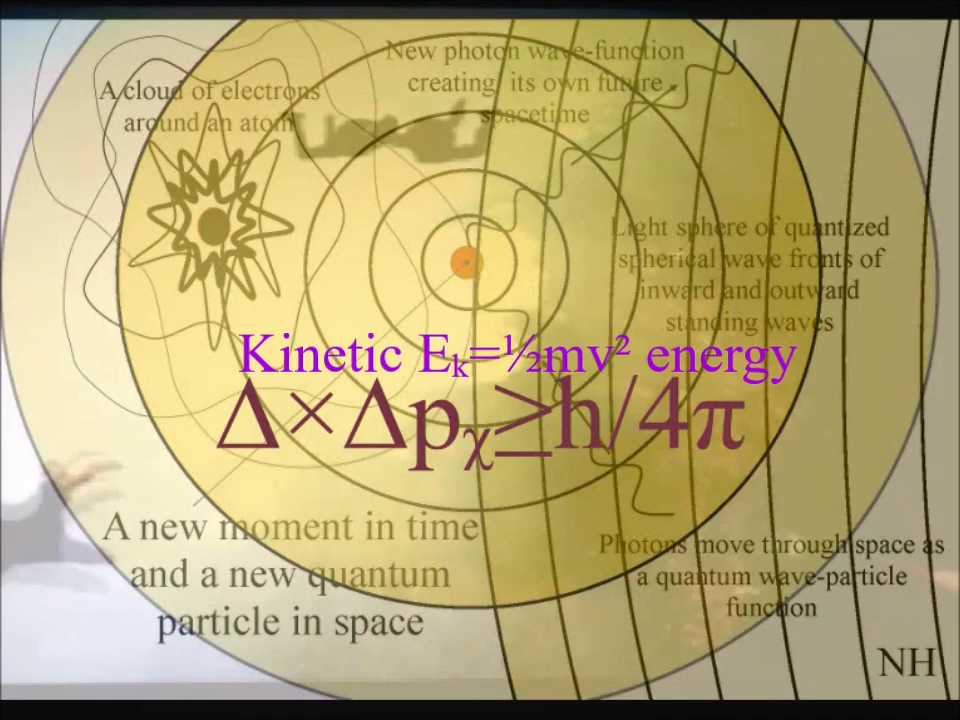 New photon wave-function
creating its own future
spacetime
A cloud of electrons
around an atom
Light sphere of quantized
spherical wave fronts of
inward and outward
standing waves
Kinetic Eₖ=½mv² energy
Δ×Δpᵪ≥h/4π
A new moment in time
and a new quantum
particle in space
Photons move through space as
a quantum wave-particle
function
NH